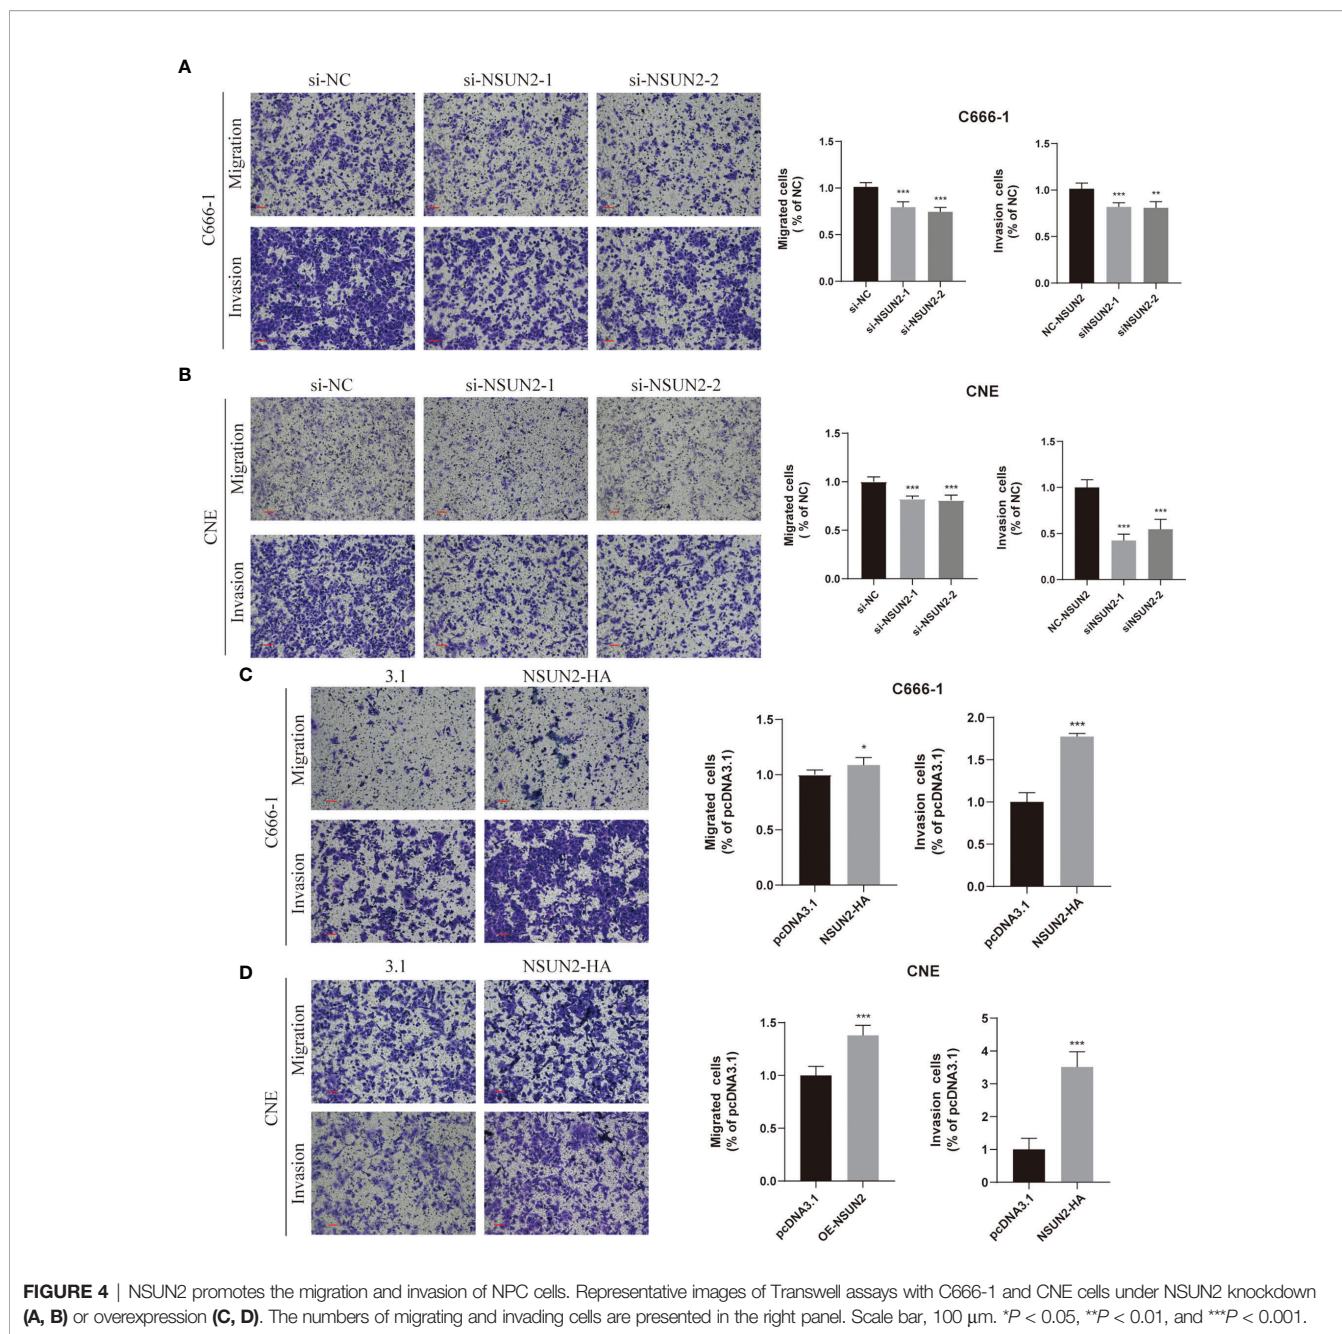 A
si-NC si-NSUN2-1 si-NSUN2-2
C666-1
Migration
Invasion
C666-1
Migrated cells
( % of NC)
1.5
1.0
0.5
0.0
***
***
si-NC
si-NSUN2-1
si-NSUN2-2
Invasion cells
(% of NC)
1.5
1.0
0.5
0.0
***
**
NC-NSUN2
siNSUN2-1
siNSUN2-2
B
si-NC si-NSUN2-1 si-NSUN2-2
CNE
Migration
Invasion
CNE
Migrated cells
( % of NC)
1.5
1.0
0.5
0.0
***
***
si-NC
si-NSUN2-1
si-NSUN2-2
Invasion cells
(% of NC)
1.5
1.0
0.5
0.0
***
***
NC-NSUN2
siNSUN2-1
siNSUN2-2
C
3.1 NSUN2-HA
C666-1
Migration
Invasion
C666-1
Migrated cells
(% of pcDNA3.1)
1.5
1.0
0.5
0.0
*
pcDNA3.1
NSUN2-HA
Invasion cells
(% of pcDNA3.1)
2.0
1.5
1.0
0.5
0.0
***
pcDNA3.1
NSUN2-HA
D
3.1 NSUN2-HA
CNE
Migration
Invasion
CNE
Migrated cells
(% of pcDNA3.1)
1.5
1.0
0.5
0.0
***
pcDNA3.1
OE-NSUN2
Invasion cells
(% of pcDNA3.1)
5
4
3
2
1
0
***
pcDNA3.1
NSUN2-HA
FIGURE 4 | NSUN2 promotes the migration and invasion of NPC cells. Representative images of Transwell assays with C666-1 and CNE cells under NSUN2 knockdown
(A, B) or overexpression (C, D). The numbers of migrating and invading cells are presented in the right panel. Scale bar, 100 μm. *P < 0.05, **P < 0.01, and ***P < 0.001.